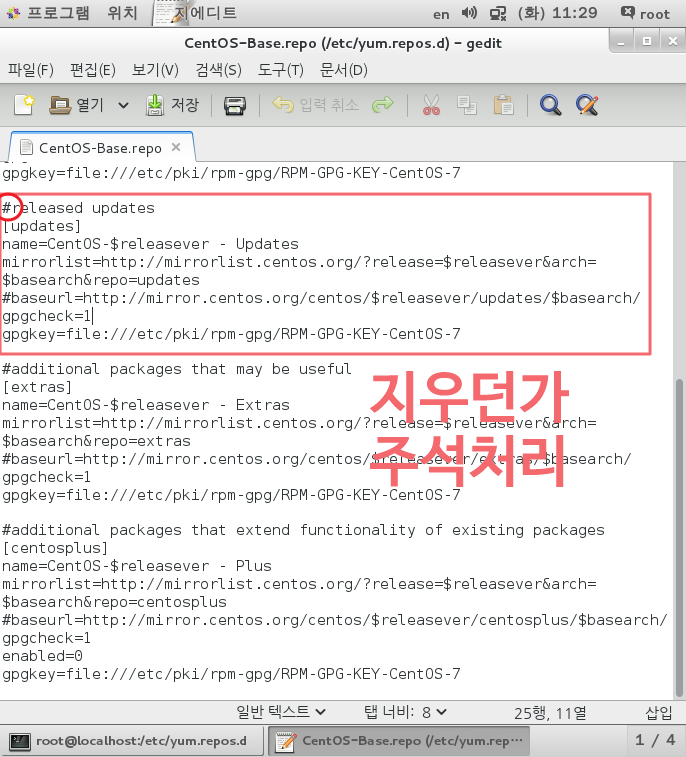 프로그램 위치 지에디트 en (화) 11:29 root
CentOS-Base.repo (/etc/yum.repos.d) - gedit
파일(F) 편집(E) 보기(V) 검색(S) 도구(T) 문서(D)
열기 저장 입력 취소
CentOS-Base.repo ×
gpgkey=file:///etc/pki/rpm-gpg/RPM-GPG-KEY-CentOS-7
#released updates
[updates]
name=CentOS-$releasever - Updates
mirrorlist=http://mirrorlist.centos.org/?release=$releasever&arch=
$basearch&repo=updates
#baseurl=http://mirror.centos.org/centos/$releasever/updates/$basearch/
gpgcheck=1
gpgkey=file:///etc/pki/rpm-gpg/RPM-GPG-KEY-CentOS-7
#additional packages that may be useful
[extras]
name=CentOS-$releasever - Extras
mirrorlist=http://mirrorlist.centos.org/?release=$releasever&arch=
$basearch&repo=extras
#baseurl=http://mirror.centos.org/centos/$releasever/extras/$basearch/
gpgcheck=1
gpgkey=file:///etc/pki/rpm-gpg/RPM-GPG-KEY-CentOS-7
지우던가
주석처리
#additional packages that extend functionality of existing packages
[centosplus]
name=CentOS-$releasever - Plus
mirrorlist=http://mirrorlist.centos.org/?release=$releasever&arch=
$basearch&repo=centosplus
#baseurl=http://mirror.centos.org/centos/$releasever/centosplus/$basearch/
gpgcheck=1
enabled=0
gpgkey=file:///etc/pki/rpm-gpg/RPM-GPG-KEY-CentOS-7
일반 텍스트 탭 너비: 8 25행, 11열 삽입
root@localhost:/etc/yum.repos.d CentOS-Base.repo (/etc/yum.rep… 1 / 4